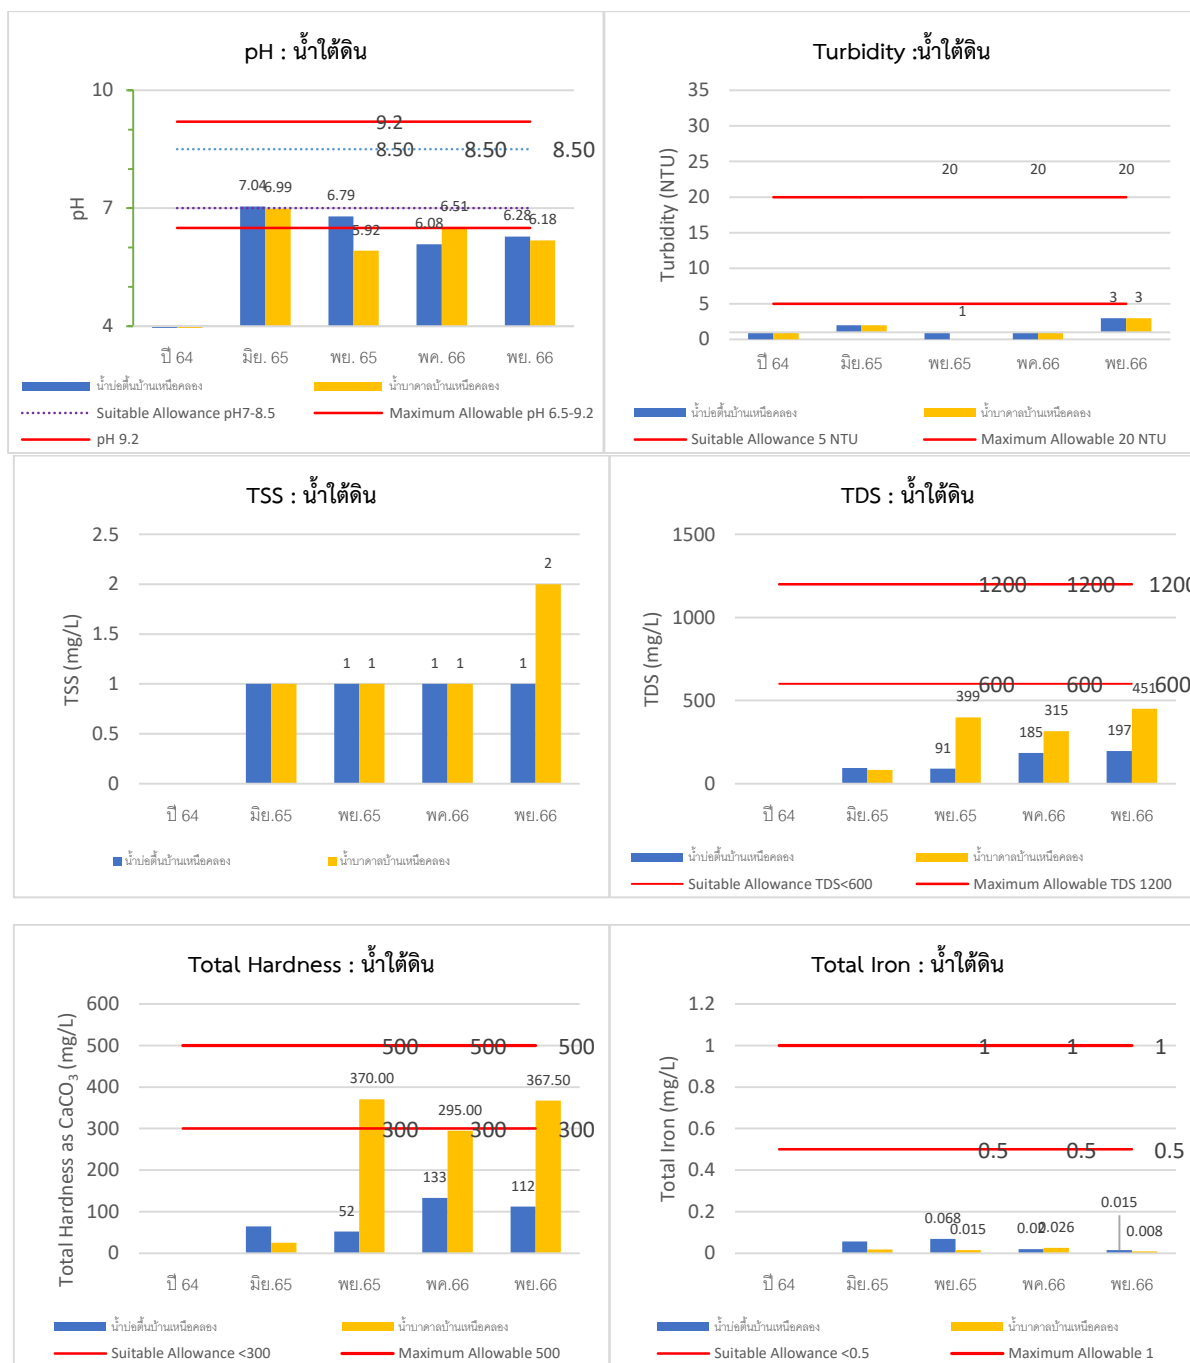 pH : น้ำใต้ดิน
10
7
4
pH
9.2
8.50 8.50 8.50
7.04 6.99 6.79 5.92 6.08 6.51 6.28 6.18
ปี 64 มิย. 65 พย. 65 พค. 66 พย. 66
น้ำบ่อตื้นบ้านเหนือคลอง น้ำบาดาลบ้านเหนือคลอง
Suitable Allowance pH7-8.5 Maximum Allowable pH 6.5-9.2
pH 9.2
Turbidity :น้ำใต้ดิน
35
30
25
20
15
10
5
0
Turbidity (NTU)
20 20 20
1 3 3
ปี 64 มิย.65 พย.65 พค.66 พย.66
น้ำบ่อตื้นบ้านเหนือคลอง น้ำบาดาลบ้านเหนือคลอง
Suitable Allowance 5 NTU Maximum Allowable 20 NTU
TSS : น้ำใต้ดิน
2.5
2
1.5
1
0.5
0
TSS (mg/L)
1 1 1 1 1 2
ปี 64 มิย.65 พย.65 พค.66 พย.66
น้ำบ่อตื้นบ้านเหนือคลอง น้ำบาดาลบ้านเหนือคลอง
TDS : น้ำใต้ดิน
1500
1000
500
0
TDS (mg/L)
1200 1200 1200
600 600 600
91 399 185 315 197 451
ปี 64 มิย.65 พย.65 พค.66 พย.66
น้ำบ่อตื้นบ้านเหนือคลอง น้ำบาดาลบ้านเหนือคลอง
Suitable Allowance TDS<600 Maximum Allowable TDS 1200
Total Hardness : น้ำใต้ดิน
600
500
400
300
200
100
0
Total Hardness as CaCO₃ (mg/L)
500 500 500
370.00 295.00 367.50
300 300 300
52 133 112
ปี 64 มิย.65 พย.65 พค.66 พย.66
น้ำบ่อตื้นบ้านเหนือคลอง น้ำบาดาลบ้านเหนือคลอง
Suitable Allowance <300 Maximum Allowable 500
Total Iron : น้ำใต้ดิน
1.2
1
0.8
0.6
0.4
0.2
0
Total Iron (mg/L)
1 1 1
0.5 0.5 0.5
0.068 0.015 0.02 0.026 0.015 0.008
ปี 64 มิย.65 พย.65 พค.66 พย.66
น้ำบ่อตื้นบ้านเหนือคลอง น้ำบาดาลบ้านเหนือคลอง
Suitable Allowance <0.5 Maximum Allowable 1